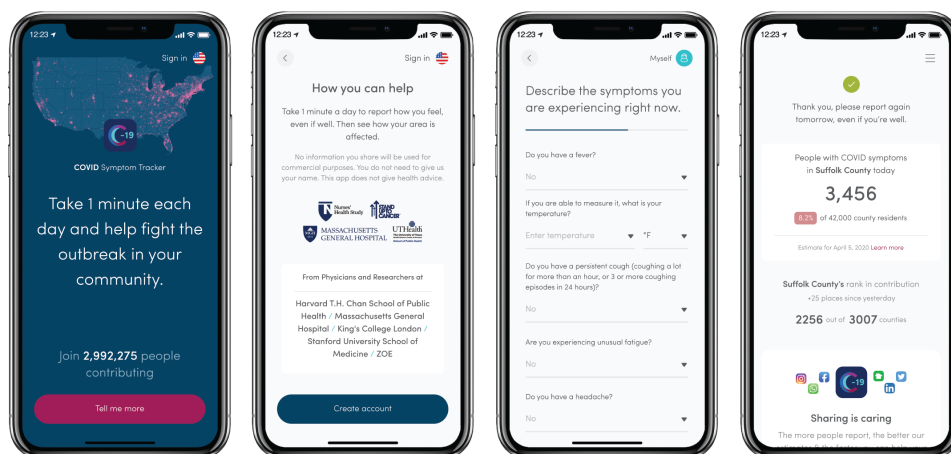 12:23
Sign in
C-19
COVID Symptom Tracker
Take 1 minute each
day and help fight the
outbreak in your
community.
Join 2,992,275 people
contributing
Tell me more
12:23
Sign in
How you can help
Take 1 minute a day to report how you feel,
even if well. Then see how your area is
affected.
No information you share will be used for
commercial purposes. You do not need to give us
your name. This app does not give health advice.
Nurses'
Health Study
STAND
UP TO
CANCER
MASSACHUSETTS
GENERAL HOSPITAL
UTHealth
School of Public Health
From Physicians and Researchers at
Harvard T.H. Chan School of Public
Health / Massachusetts General
Hospital / King's College London /
Stanford University School of
Medicine / ZOE
Create account
12:23
Myself
Describe the symptoms you
are experiencing right now.
Do you have a fever?
No
If you are able to measure it, what is your
temperature?
Enter temperature
°F
Do you have a persistent cough (coughing a lot
for more than an hour, or 3 or more coughing
episodes in 24 hours)?
No
Are you experiencing unusual fatigue?
No
Do you have a headache?
No
12:23
Thank you, please report again
tomorrow, even if you're well.
People with COVID symptoms
in Suffolk County today
3,456
8.2% of 42,000 county residents
Estimate for April 5, 2020 Learn more
Suffolk County's rank in contribution
+25 places since yesterday
2256 out of 3007 counties
C-19
Sharing is caring
The more people report, the better our